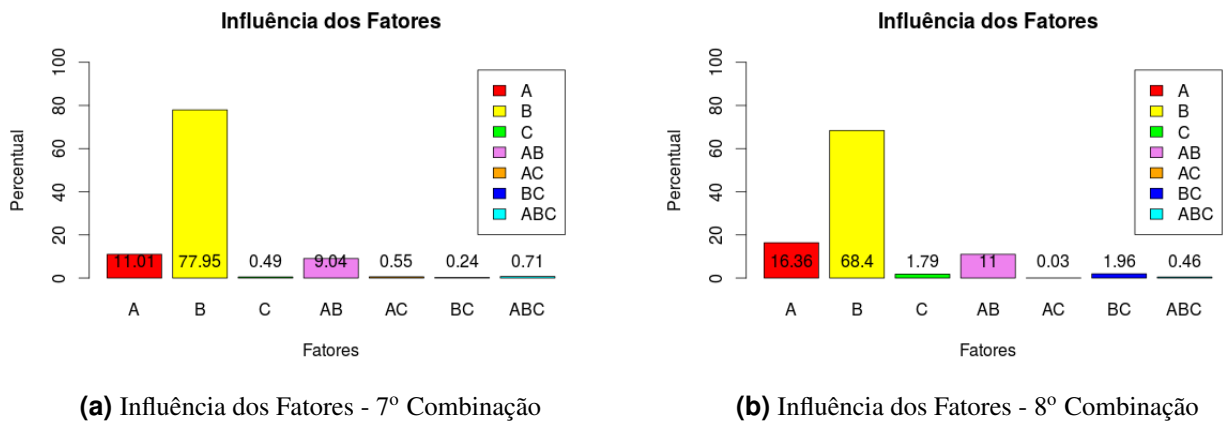 Influência dos Fatores
Percentual
100
80
60
40
20
0
A
B
C
AB
AC
BC
ABC
11.01 77.95 0.49 9.04 0.55 0.24 0.71
A B C AB AC BC ABC
Fatores
(a) Influência dos Fatores - 7º Combinação
Influência dos Fatores
Percentual
100
80
60
40
20
0
A
B
C
AB
AC
BC
ABC
16.36 68.4 1.79 11 0.03 1.96 0.46
A B C AB AC BC ABC
Fatores
(b) Influência dos Fatores - 8º Combinação